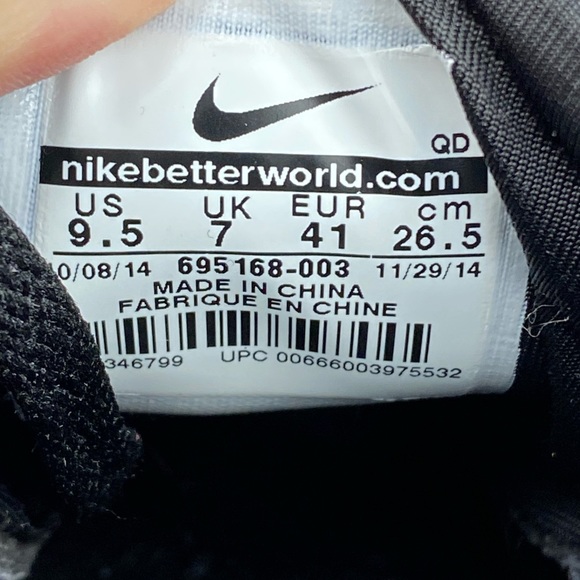 QD
nikebetterworld.com
US UK EUR cm
9.5 7 41 26.5
0/08/14 695168-003 11/29/14
MADE IN CHINA
FABRIQUE EN CHINE
346799 UPC 00666003975532